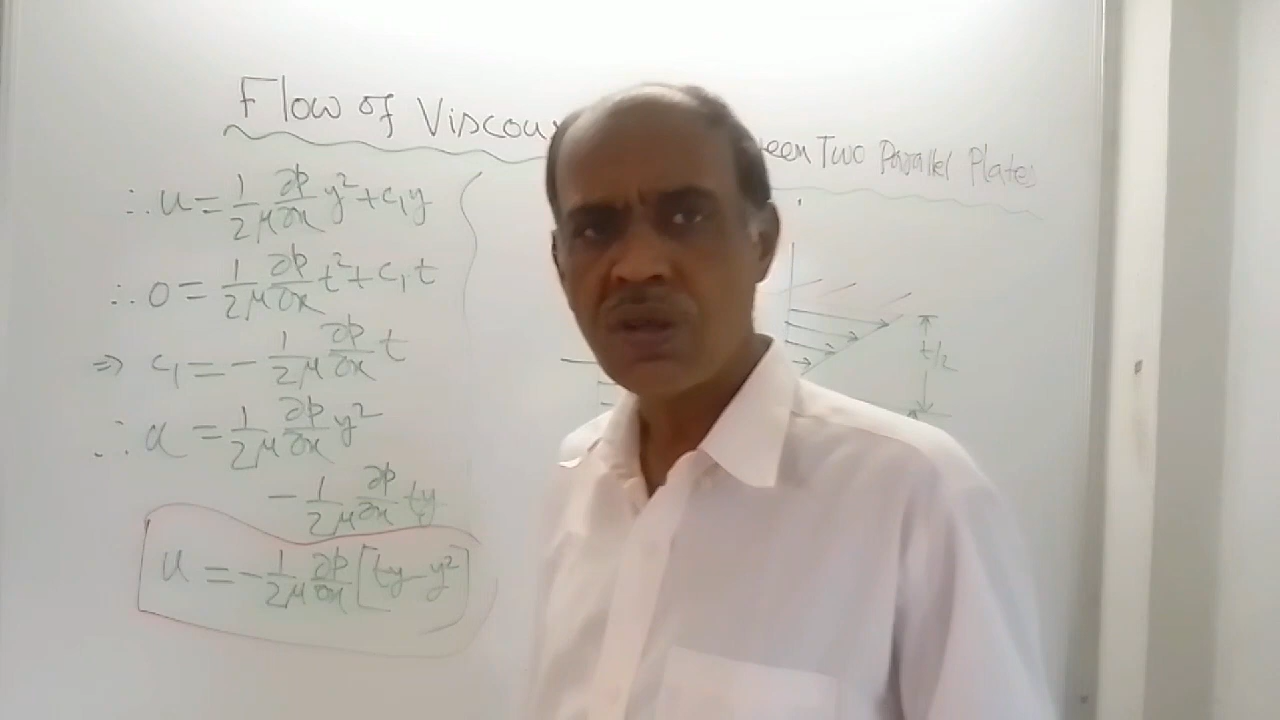 Flow of Viscou ween Two Parallel Plates
∴ u = 1/2μ ∂p/∂x y² + c₁y
∴ 0 = 1/2μ ∂p/∂x t² + c₁t
⇒ c₁ = - 1/2μ ∂p/∂x t
∴ u = 1/2μ ∂p/∂x y²
- 1/2μ ∂p/∂x ty
u = - 1/2μ ∂p/∂x [ty - y²]
t/2